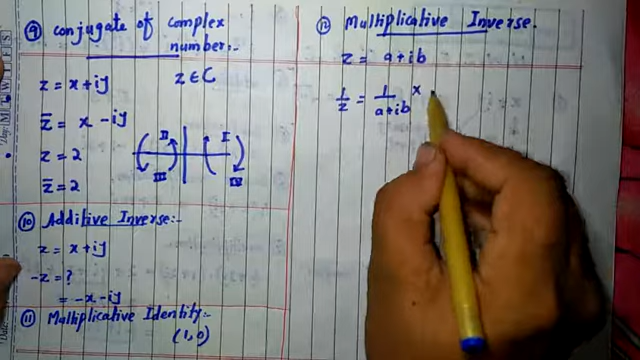 ⑨ conjugate of complex
number:-
z ∈ C
z = x+iy
z̅ = x - iy
z = 2
z̅ = 2
II I
III IV
⑩ Additive Inverse:-
z = x+iy
-z = ?
= -x-iy
⑪ Multiplicative Identity:-
(1,0)
⑫ Multiplicative Inverse.
z = a+ib
1/z = 1/a+ib ×